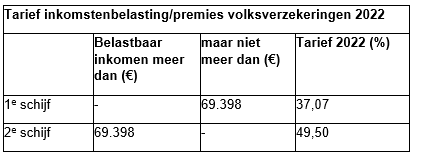 Tarief inkomstenbelasting/premies volksverzekeringen 2022
Belastbaar inkomen meer dan (€) maar niet meer dan (€) Tarief 2022 (%)
1e schijf - 69.398 37,07
2e schijf 69.398 - 49,50